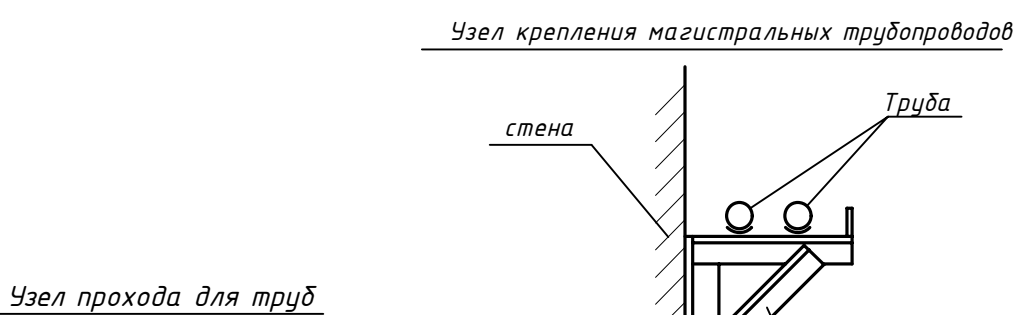 Узел крепления магистральных трубопроводов
Труба
стена
Узел прохода для труб